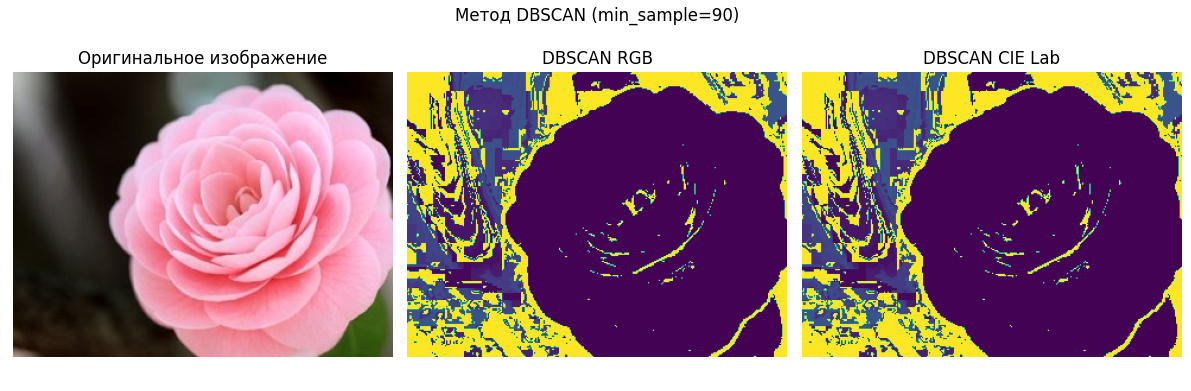 Метод DBSCAN (min_sample=90)
Оригинальное изображение
DBSCAN RGB
DBSCAN CIE Lab